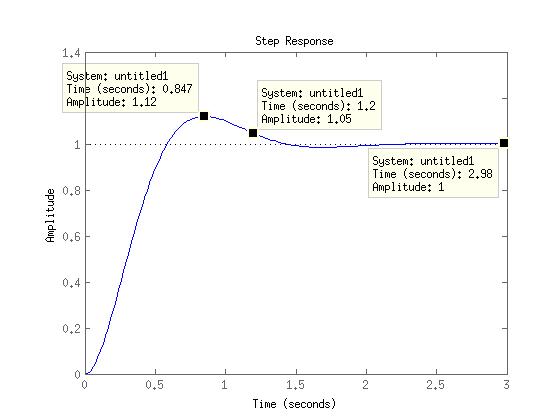 Step Response
1.4
System: untitled1
Time (seconds): 0.847
Amplitude: 1.12
System: untitled1
Time (seconds): 1.2
Amplitude: 1.05
1
System: untitled1
Time (seconds): 2.98
Amplitude: 1
0.8
0.6
0.4
0.2
0
Amplitude
0 0.5 1 1.5 2 2.5 3
Time (seconds)